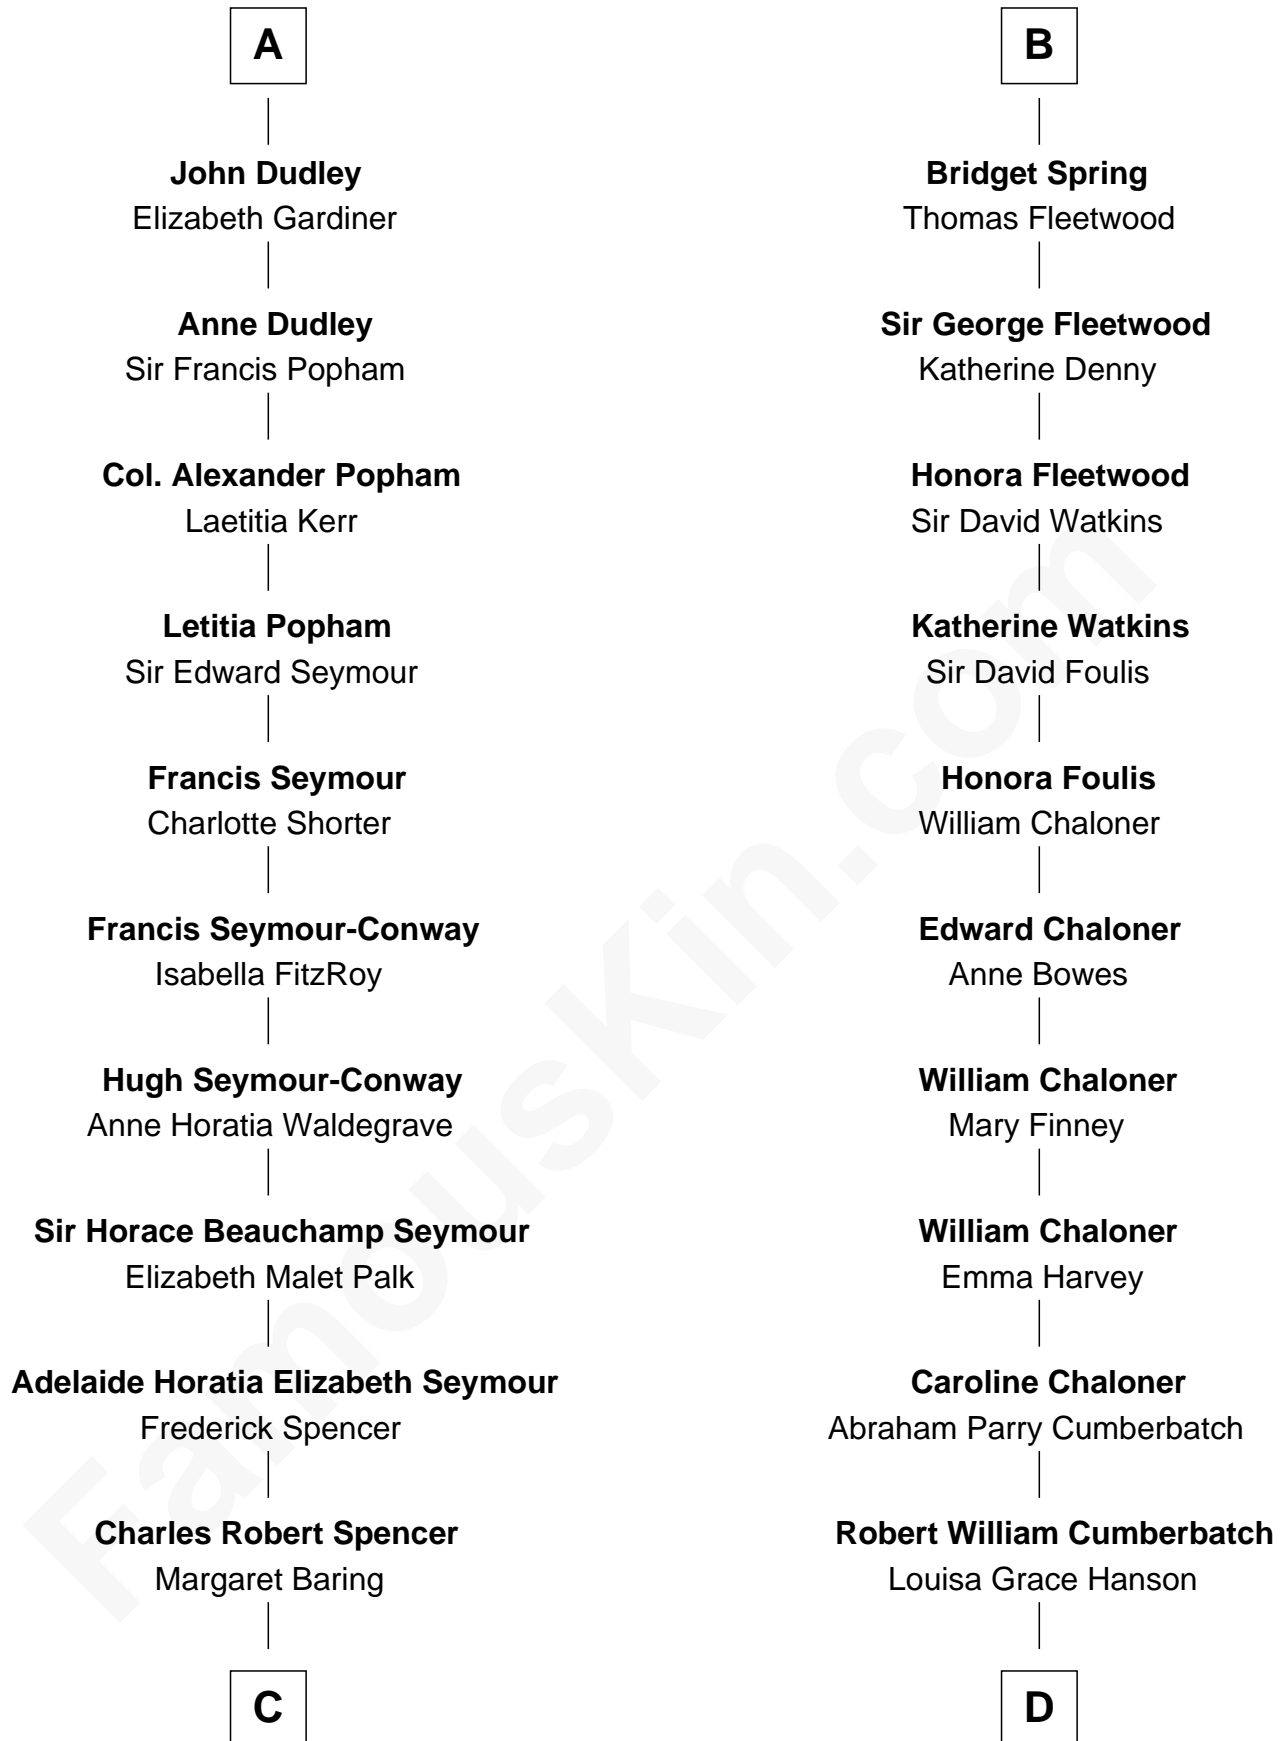 A
John Dudley
Elizabeth Gardiner
Anne Dudley
Sir Francis Popham
Col. Alexander Popham
Laetitia Kerr
Letitia Popham
Sir Edward Seymour
Francis Seymour
Charlotte Shorter
Francis Seymour-Conway
Isabella FitzRoy
Hugh Seymour-Conway
Anne Horatia Waldegrave
Sir Horace Beauchamp Seymour
Elizabeth Malet Palk
Adelaide Horatia Elizabeth Seymour
Frederick Spencer
Charles Robert Spencer
Margaret Baring
C
B
Bridget Spring
Thomas Fleetwood
Sir George Fleetwood
Katherine Denny
Honora Fleetwood
Sir David Watkins
Katherine Watkins
Sir David Foulis
Honora Foulis
William Chaloner
Edward Chaloner
Anne Bowes
William Chaloner
Mary Finney
William Chaloner
Emma Harvey
Caroline Chaloner
Abraham Parry Cumberbatch
Robert William Cumberbatch
Louisa Grace Hanson
D
FamousKin.com